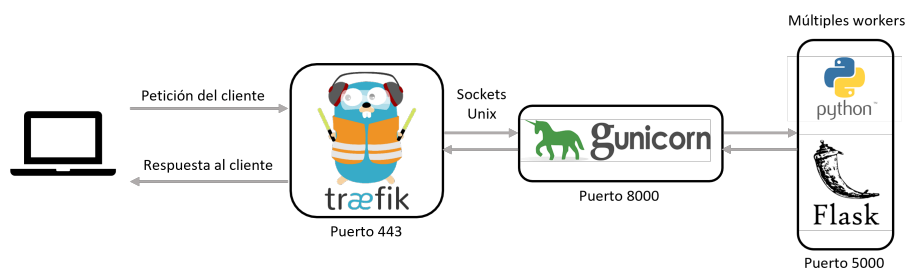 Múltiples workers
Petición del cliente
Respuesta al cliente
træfik
Puerto 443
Sockets
Unix
gunicorn
Puerto 8000
python™
Flask
Puerto 5000